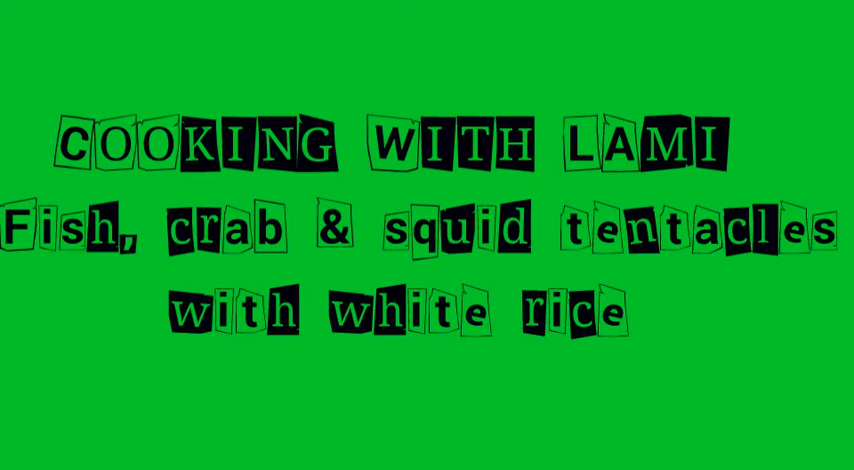 COOKING WITH LAMI
Fish, crab & squid tentacles
with white rice